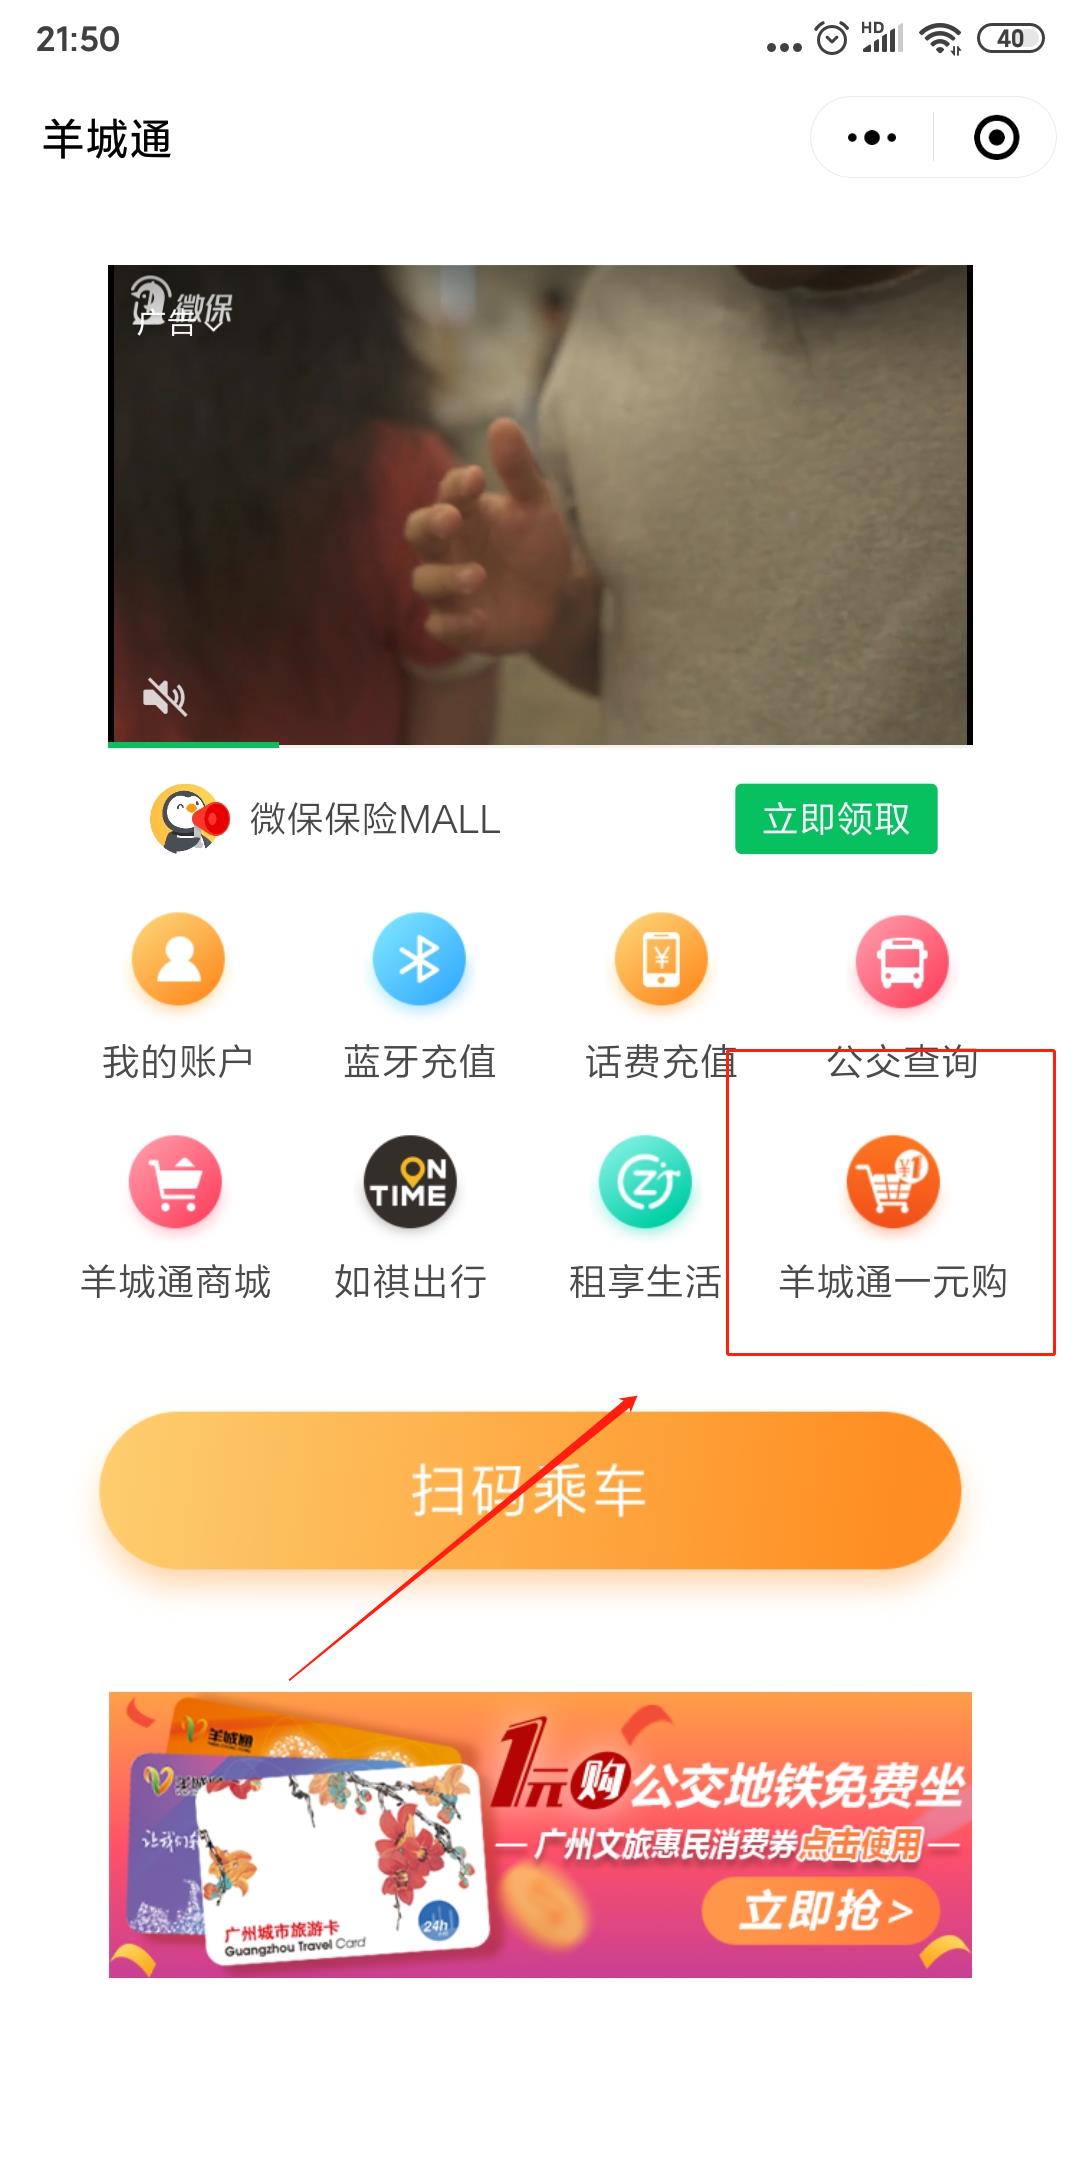 21:50
HD
40
羊城通
微保
广告
微保保险MALL
立即领取
我的账户
蓝牙充值
话费充值
公交查询
ON
TIME
¥1
羊城通商城
如祺出行
租享生活
羊城通一元购
扫码乘车
羊城通
1元购公交地铁免费坐
广州文旅惠民消费券点击使用
立即抢>
让我们
24h
广州城市旅游卡
Guangzhou Travel Card